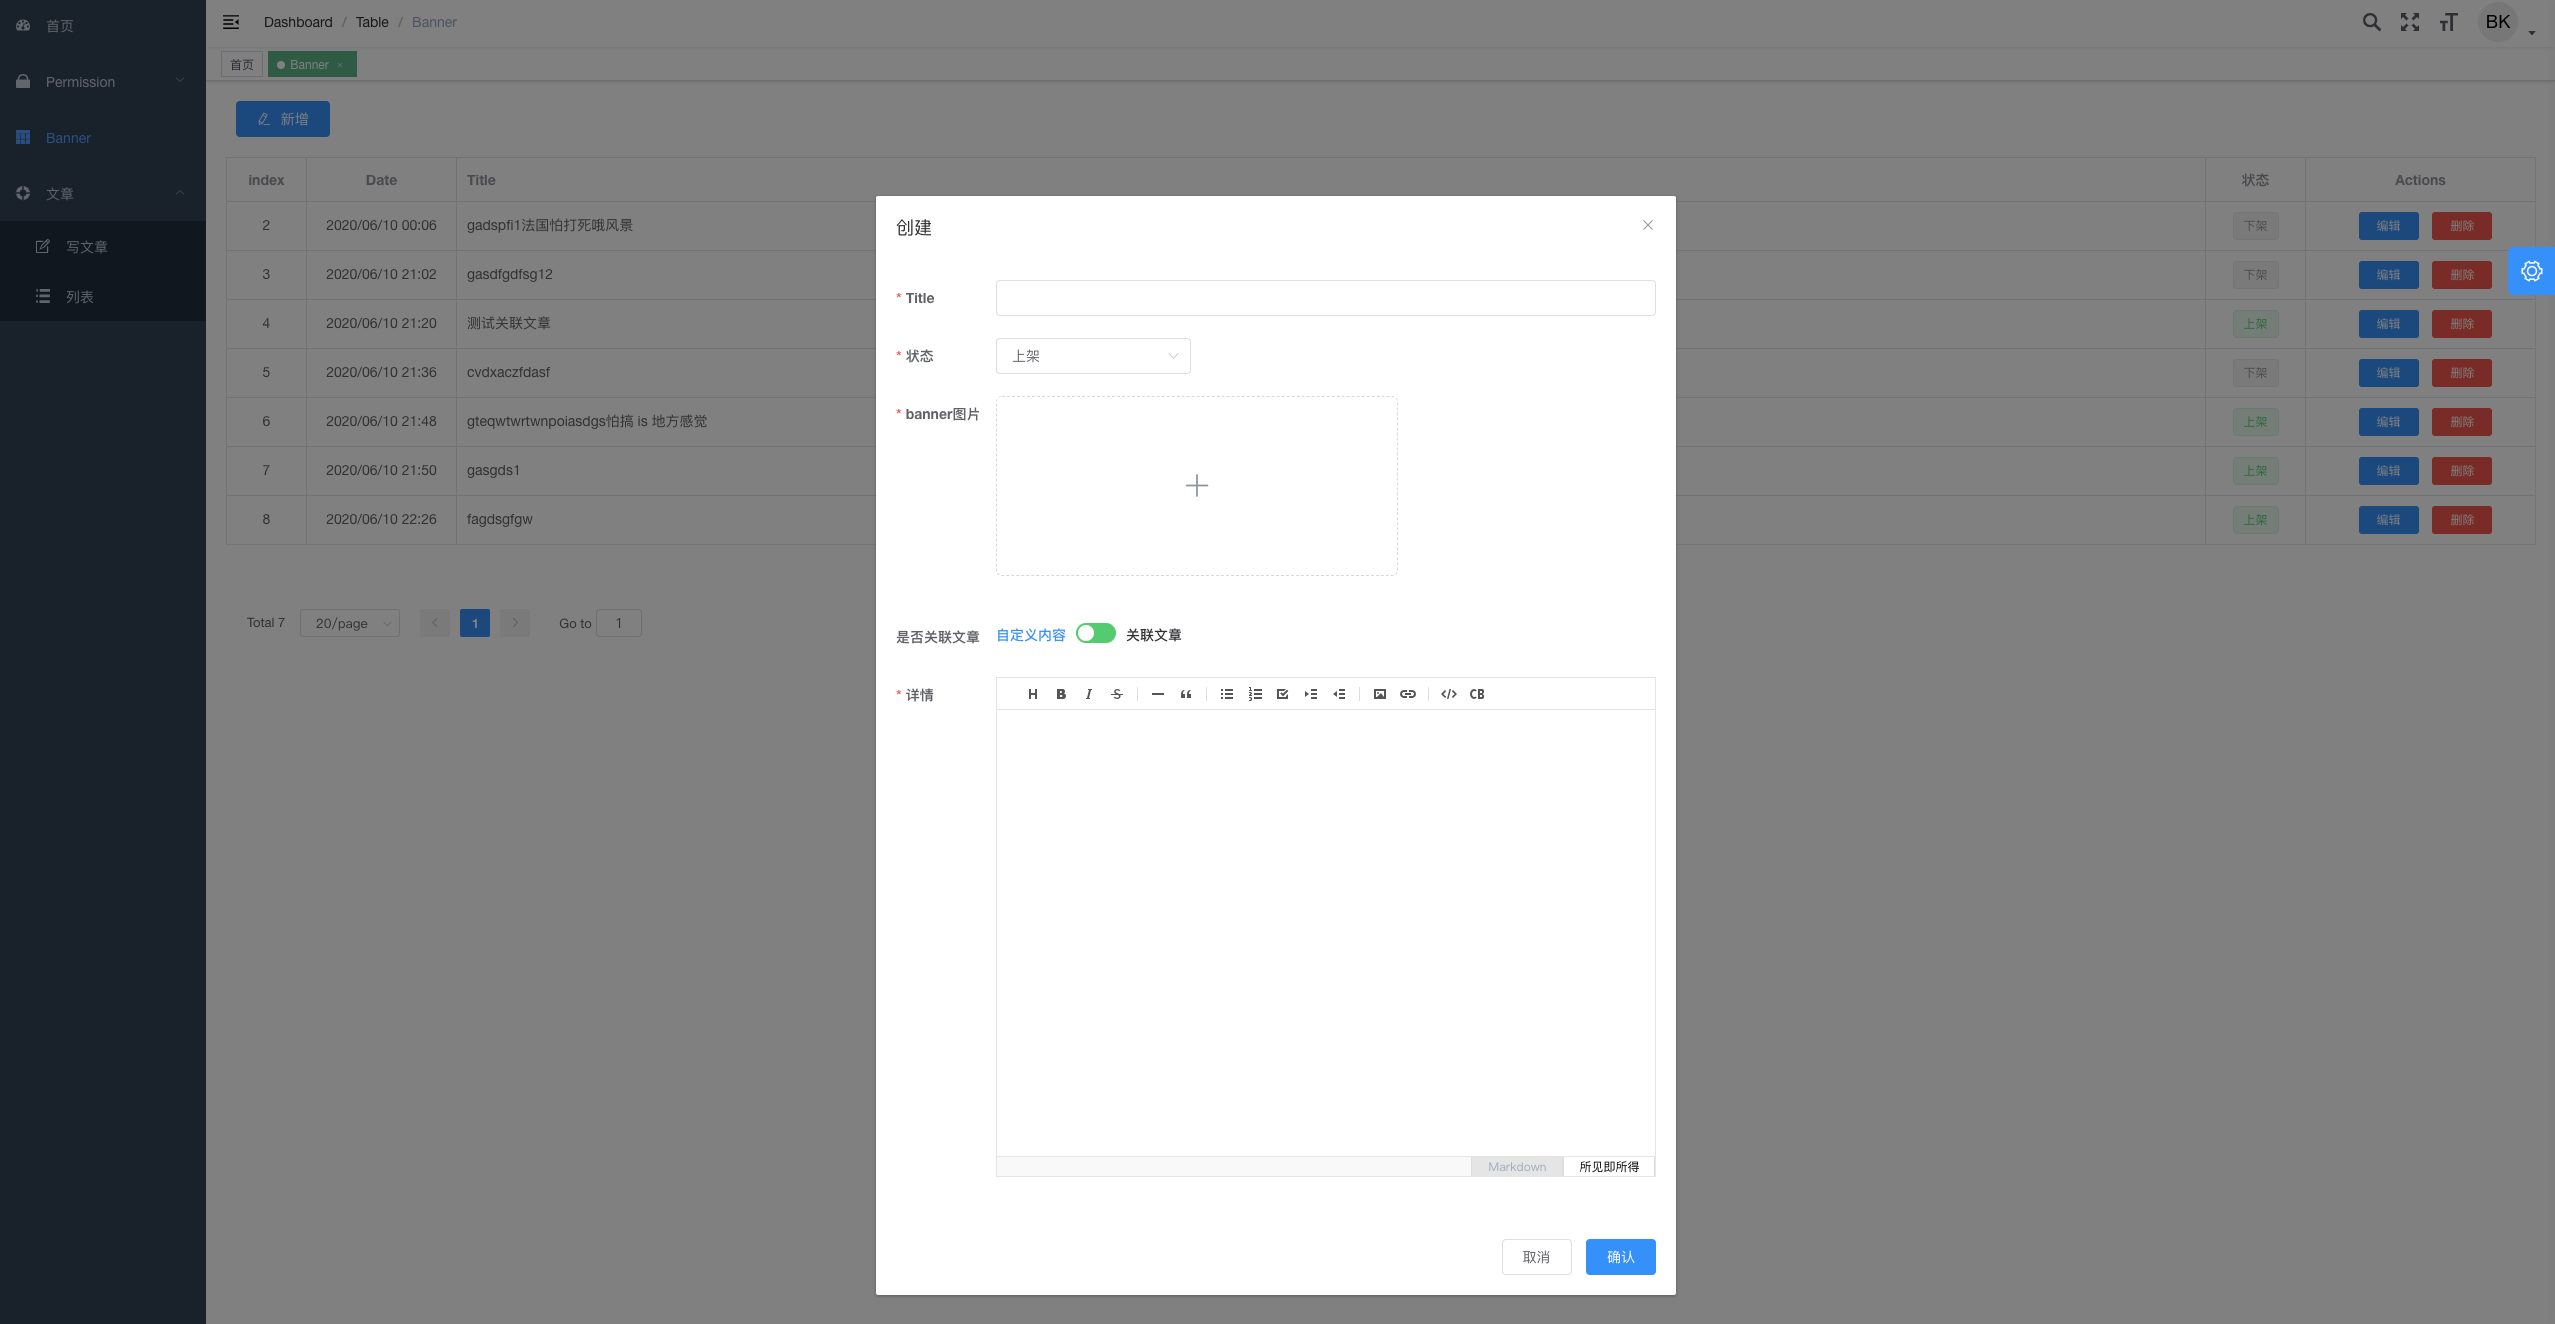 首页
Permission
Banner
文章
写文章
列表
Dashboard / Table / Banner
BK
首页
Banner ×
新增
index Date Title 状态 Actions
2 2020/06/10 00:06 gadspfi1法国怕打死哦风景 下架 编辑 删除
3 2020/06/10 21:02 gasdfgdfsg12 下架 编辑 删除
4 2020/06/10 21:20 测试关联文章 上架 编辑 删除
5 2020/06/10 21:36 cvdxaczfdasf 下架 编辑 删除
6 2020/06/10 21:48 gteqwtwrtwnpoiasdgs怕搞 is 地方感觉 上架 编辑 删除
7 2020/06/10 21:50 gasgds1 上架 编辑 删除
8 2020/06/10 22:26 fagdsgfgw 上架 编辑 删除
Total 7 20/page 1 Go to 1
创建
* Title
* 状态 上架
* banner图片
是否关联文章 自定义内容 关联文章
* 详情
H B I S CB
Markdown 所见即所得
取消 确认